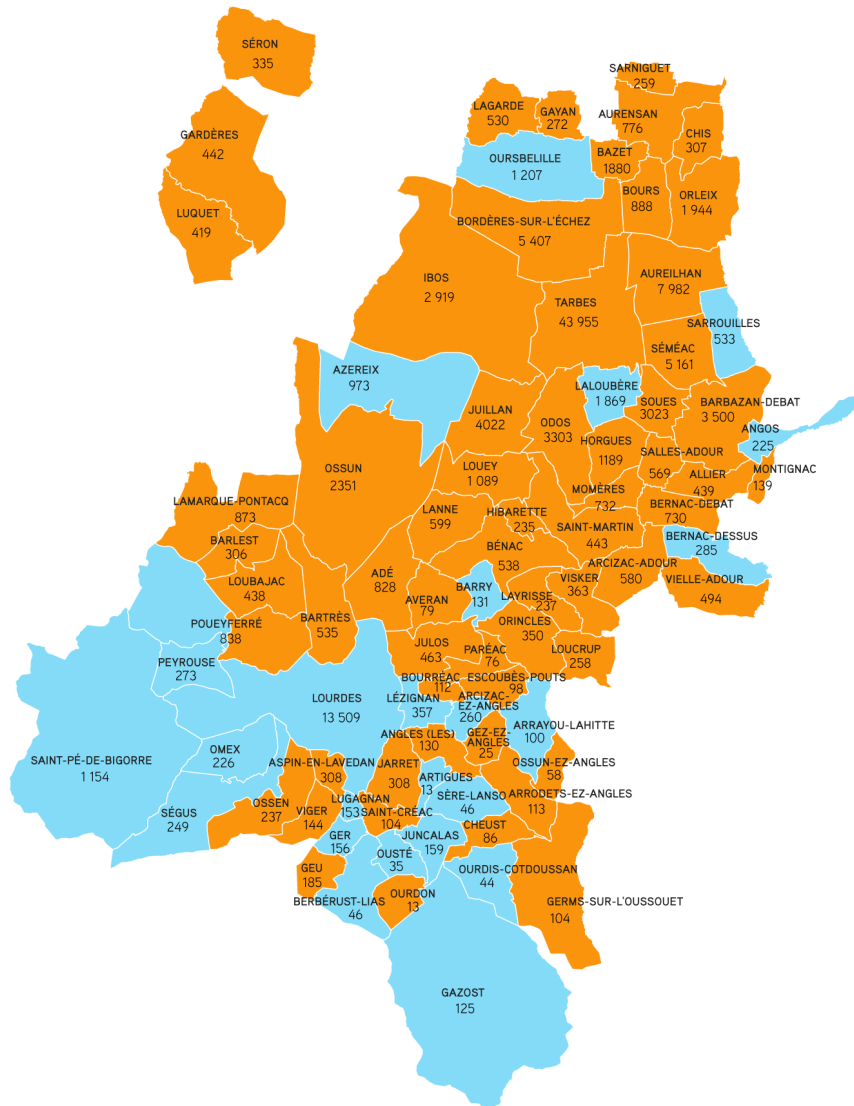 SÉRON
335
GARDÈRES
442
LUQUET
419
SARNIGUET
259
LAGARDE
530
GAYAN
272
AURENSAN
776
CHIS
307
OURSBELILLE
1 207
BAZET
1880
BOURS
888
ORLEIX
1 944
BORDÈRES-SUR-L'ÉCHEZ
5 407
IBOS
2 919
AUREILHAN
7 982
TARBES
43 955
SARROUILLES
533
SÉMÉAC
5 161
AZEREIX
973
LALOUBÈRE
1 869
SOUES
3023
BARBAZAN-DEBAT
3 500
JUILLAN
4022
ODOS
3303
ANGOS
225
HORGUES
1189
SALLES-ADOUR
569
OSSUN
2351
LOUEY
1 089
ALLIER
439
MONTIGNAC
139
LAMARQUE-PONTACQ
873
MOMÈRES
732
BERNAC-DEBAT
730
LANNE
599
HIBARETTE
235
SAINT-MARTIN
443
BERNAC-DESSUS
285
BARLEST
306
BÉNAC
538
ARCIZAC-ADOUR
580
LOUBAJAC
438
ADÉ
828
BARRY
131
VISKER
363
VIELLE-ADOUR
494
AVERAN
79
LAYRISSE
237
POUEYFERRÉ
838
BARTRÈS
535
ORINCLES
350
JULOS
463
PARÉAC
76
LOUCRUP
258
PEYROUSE
273
BOURRÉAC
112
ESCOUBÈS-POUTS
98
LOURDES
13 509
LÉZIGNAN
357
ARCIZAC-
EZ-ANGLES
260
ARRAYOU-LAHITTE
100
ANGLES (LES)
130
GEZ-EZ-
ANGLES
25
OMEX
226
SAINT-PÉ-DE-BIGORRE
1 154
ASPIN-EN-LAVEDAN
308
JARRET
308
OSSUN-EZ-ANGLES
58
ARTIGUES
13
SÈRE-LANSO
46
ARRODETS-EZ-ANGLES
113
SÉGUS
249
OSSEN
237
VIGER
144
LUGAGNAN
153
SAINT-CRÉAC
104
CHEUST
86
GER
156
JUNCALAS
159
OUSTÉ
35
GEU
185
OURDIS-COTDOUSSAN
44
BERBÉRUST-LIAS
46
OURDON
13
GERMS-SUR-L'OUSSOUET
104
GAZOST
125